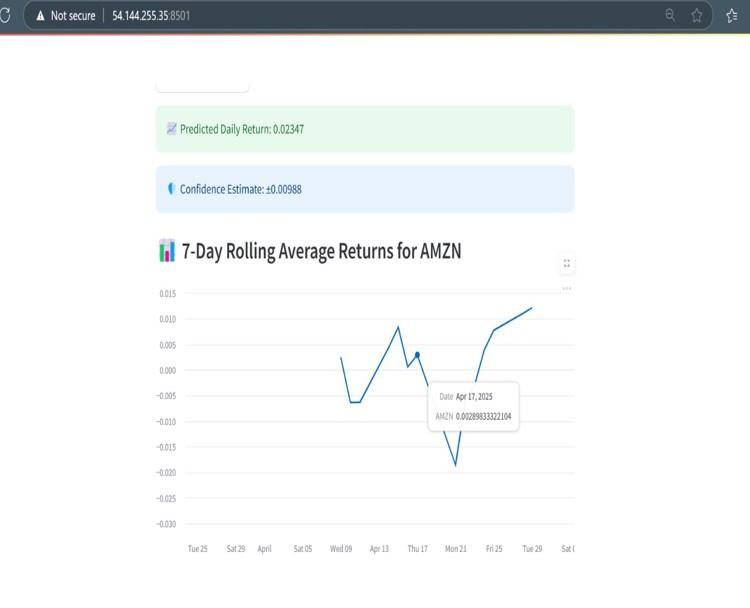 Not secure 54.144.255.35:8501
Predicted Daily Return: 0.02347
Confidence Estimate: ±0.00988
7-Day Rolling Average Returns for AMZN
0.015
0.010
0.005
0.000
−0.005
−0.010
−0.015
−0.020
−0.025
−0.030
Date Apr 17, 2025
AMZN 0.00289833322104
Tue 25 Sat 29 April Sat 05 Wed 09 Apr 13 Thu 17 Mon 21 Fri 25 Tue 29 Sat